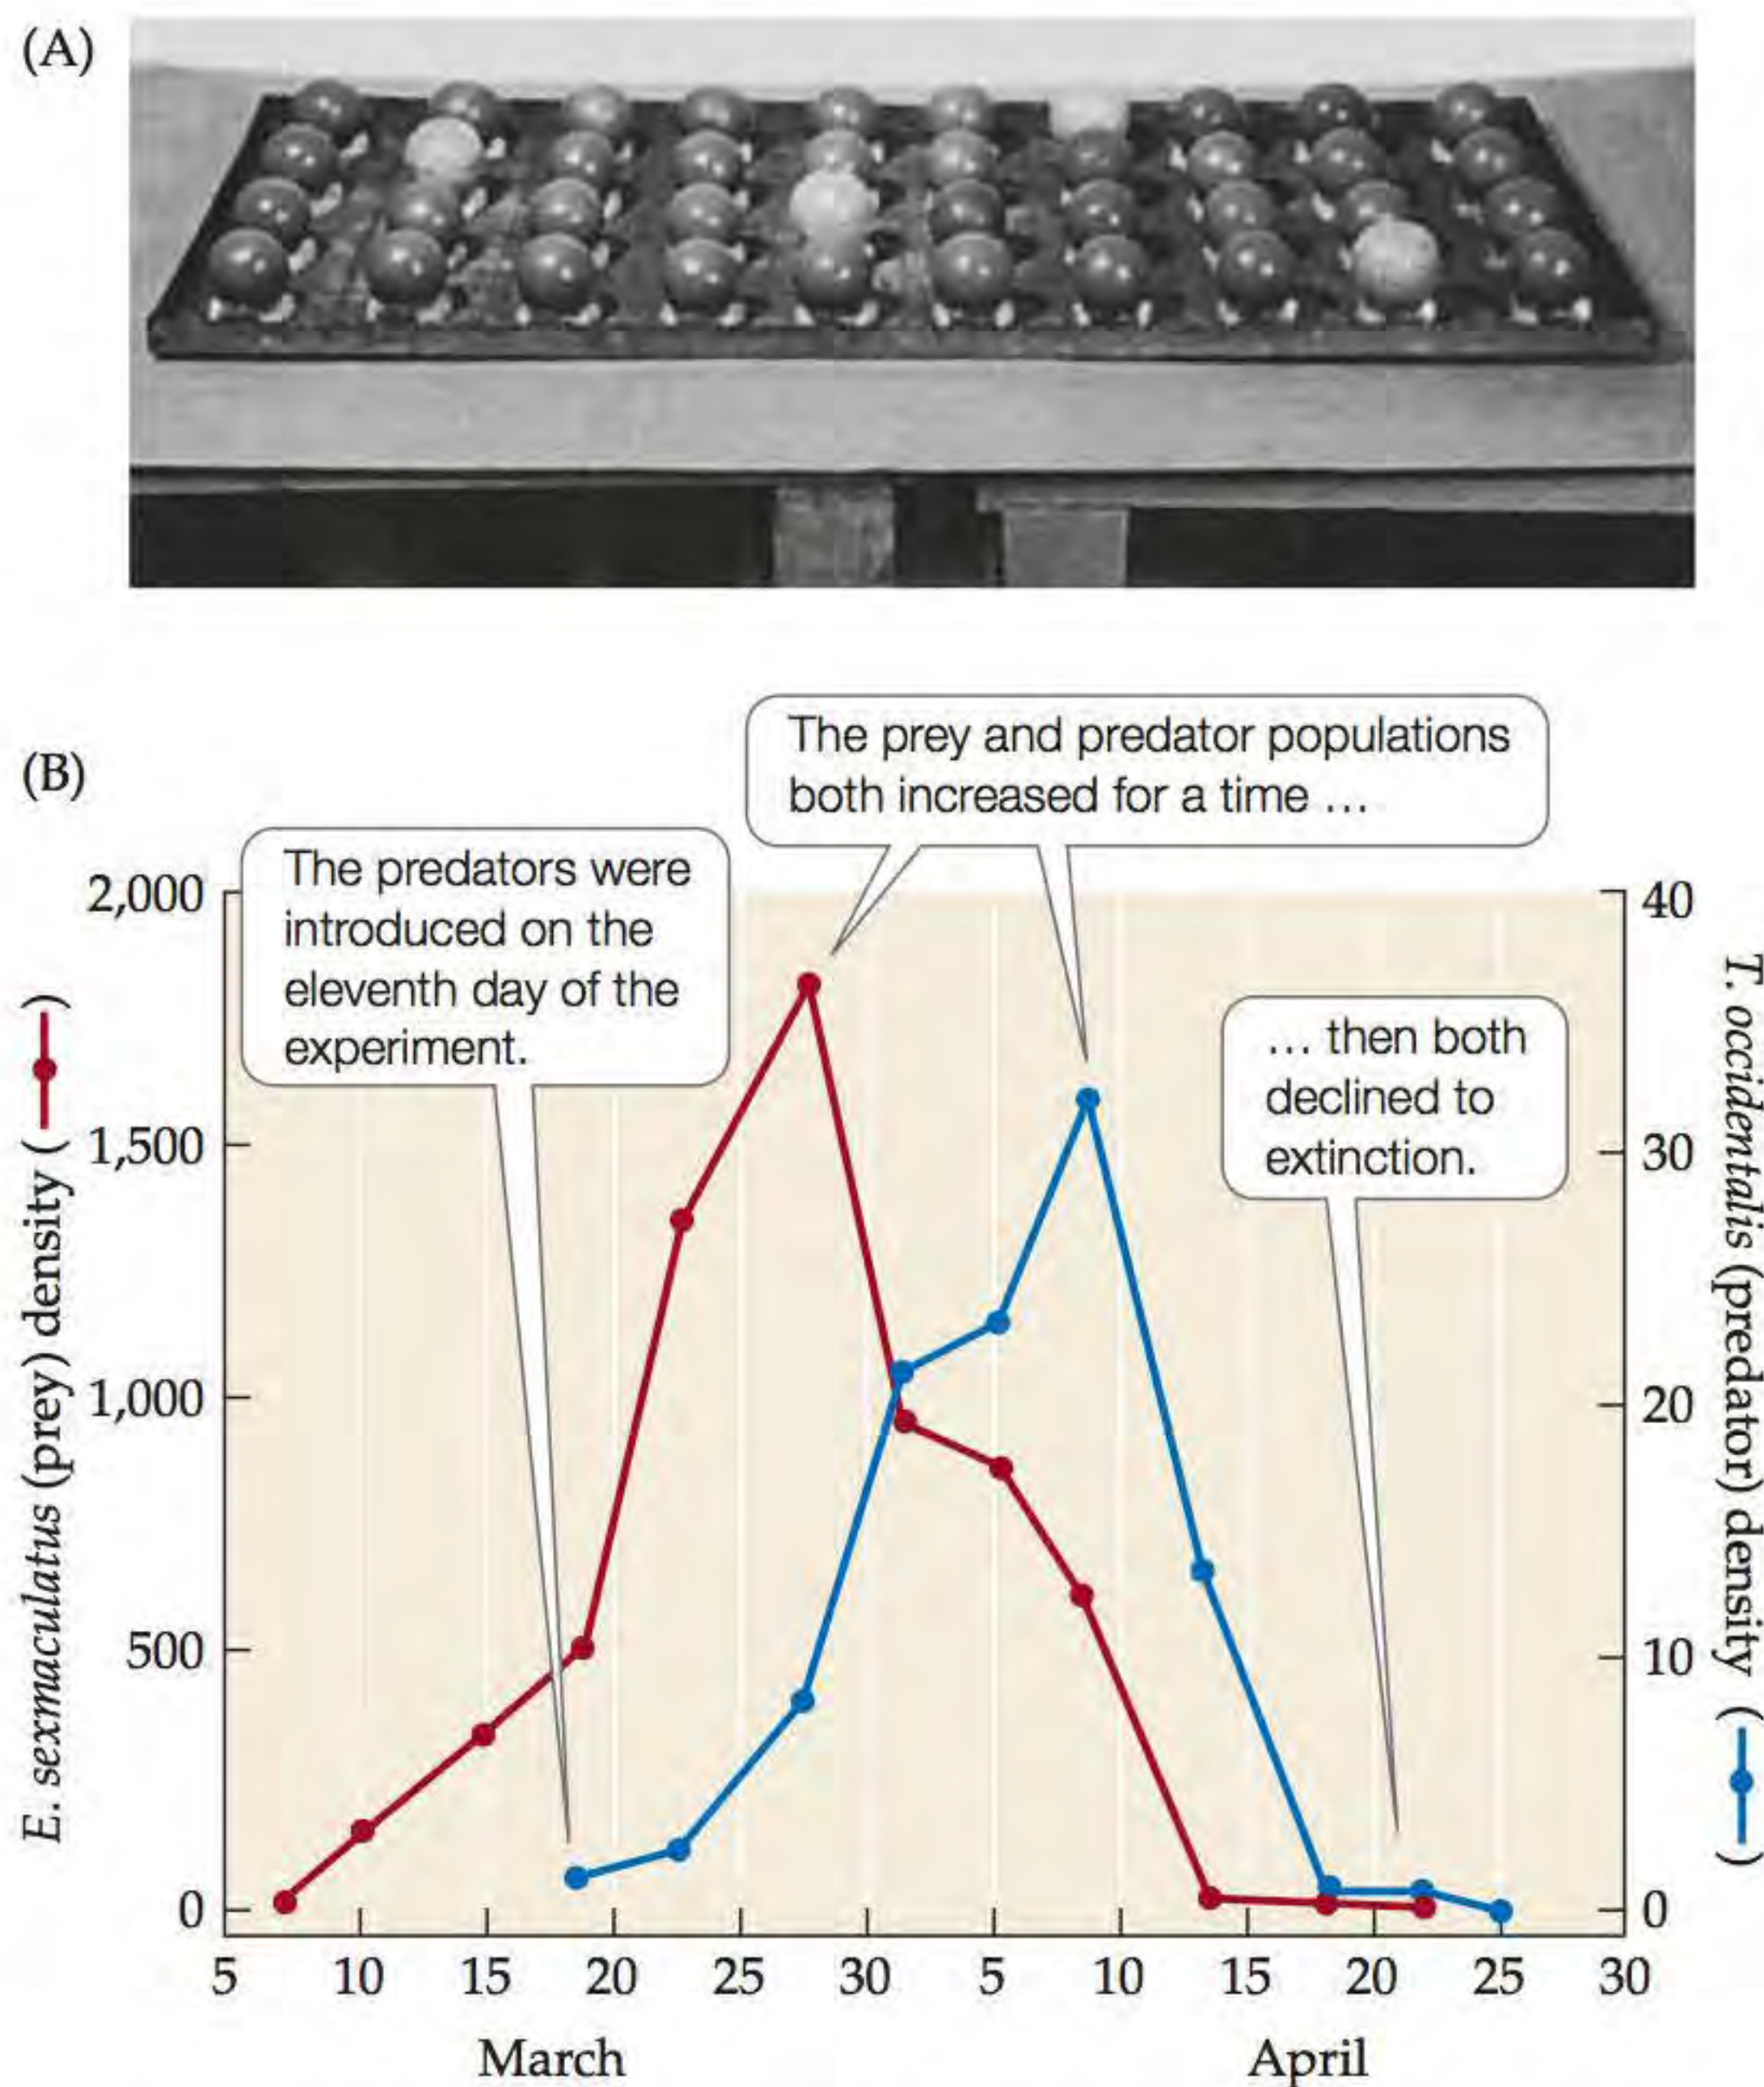 (A)
(B)
The prey and predator populations
both increased for a time ...
The predators were
introduced on the
eleventh day of the
experiment.
... then both
declined to
extinction.
E. sexmaculatus (prey) density ( )
2,000
1,500
1,000
500
0
40
30
20
10
0
T. occidentalis (predator) density ( )
5 10 15 20 25 30 5 10 15 20 25 30
March April